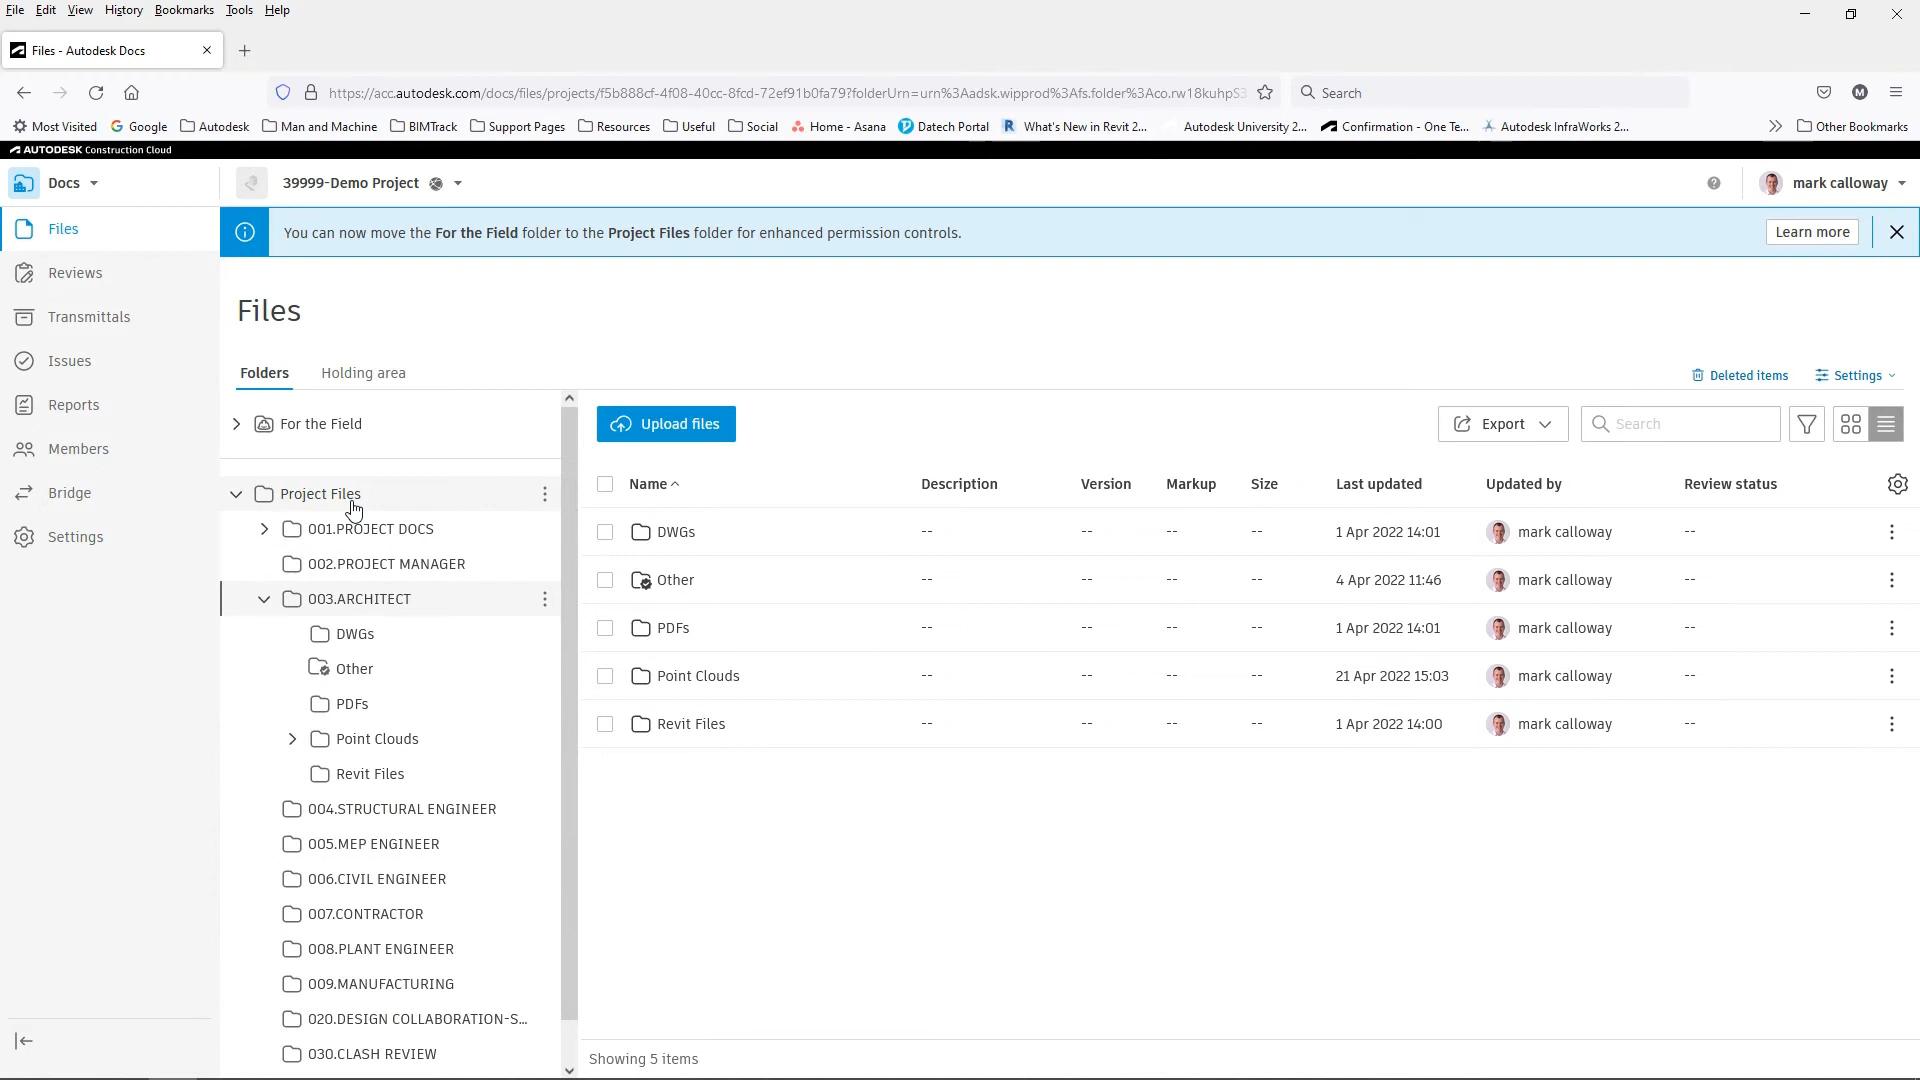 File Edit View History Bookmarks Tools Help
Files - Autodesk Docs
https://acc.autodesk.com/docs/files/projects/f5b888cf-4f08-40cc-8fcd-72ef91b0fa79?folderUrn=urn%3Aadsk.wipprod%3Afs.folder%3Aco.rw18kuhpS3
Search
M
Most Visited Google Autodesk Man and Machine BIMTrack Support Pages Resources Useful Social Home - Asana Datech Portal What's New in Revit 2... Autodesk University 2... Confirmation - One Te... Autodesk InfraWorks 2... Other Bookmarks
AUTODESK Construction Cloud
Docs
39999-Demo Project
mark calloway
Files
Reviews
Transmittals
Issues
Reports
Members
Bridge
Settings
You can now move the For the Field folder to the Project Files folder for enhanced permission controls.
Learn more
Files
Folders Holding area
Deleted items Settings
For the Field
Project Files
001.PROJECT DOCS
002.PROJECT MANAGER
003.ARCHITECT
DWGs
Other
PDFs
Point Clouds
Revit Files
004.STRUCTURAL ENGINEER
005.MEP ENGINEER
006.CIVIL ENGINEER
007.CONTRACTOR
008.PLANT ENGINEER
009.MANUFACTURING
020.DESIGN COLLABORATION-S...
030.CLASH REVIEW
Upload files
Export
Search
Name Description Version Markup Size Last updated Updated by Review status
DWGs -- -- -- -- 1 Apr 2022 14:01 mark calloway --
Other -- -- -- -- 4 Apr 2022 11:46 mark calloway --
PDFs -- -- -- -- 1 Apr 2022 14:01 mark calloway --
Point Clouds -- -- -- -- 21 Apr 2022 15:03 mark calloway --
Revit Files -- -- -- -- 1 Apr 2022 14:00 mark calloway --
Showing 5 items